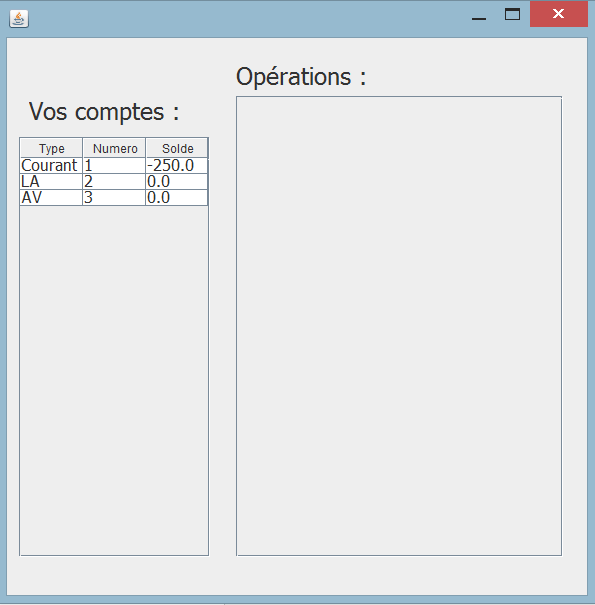 Opérations :
Vos comptes :
Type Numero Solde
Courant 1 -250.0
LA 2 0.0
AV 3 0.0